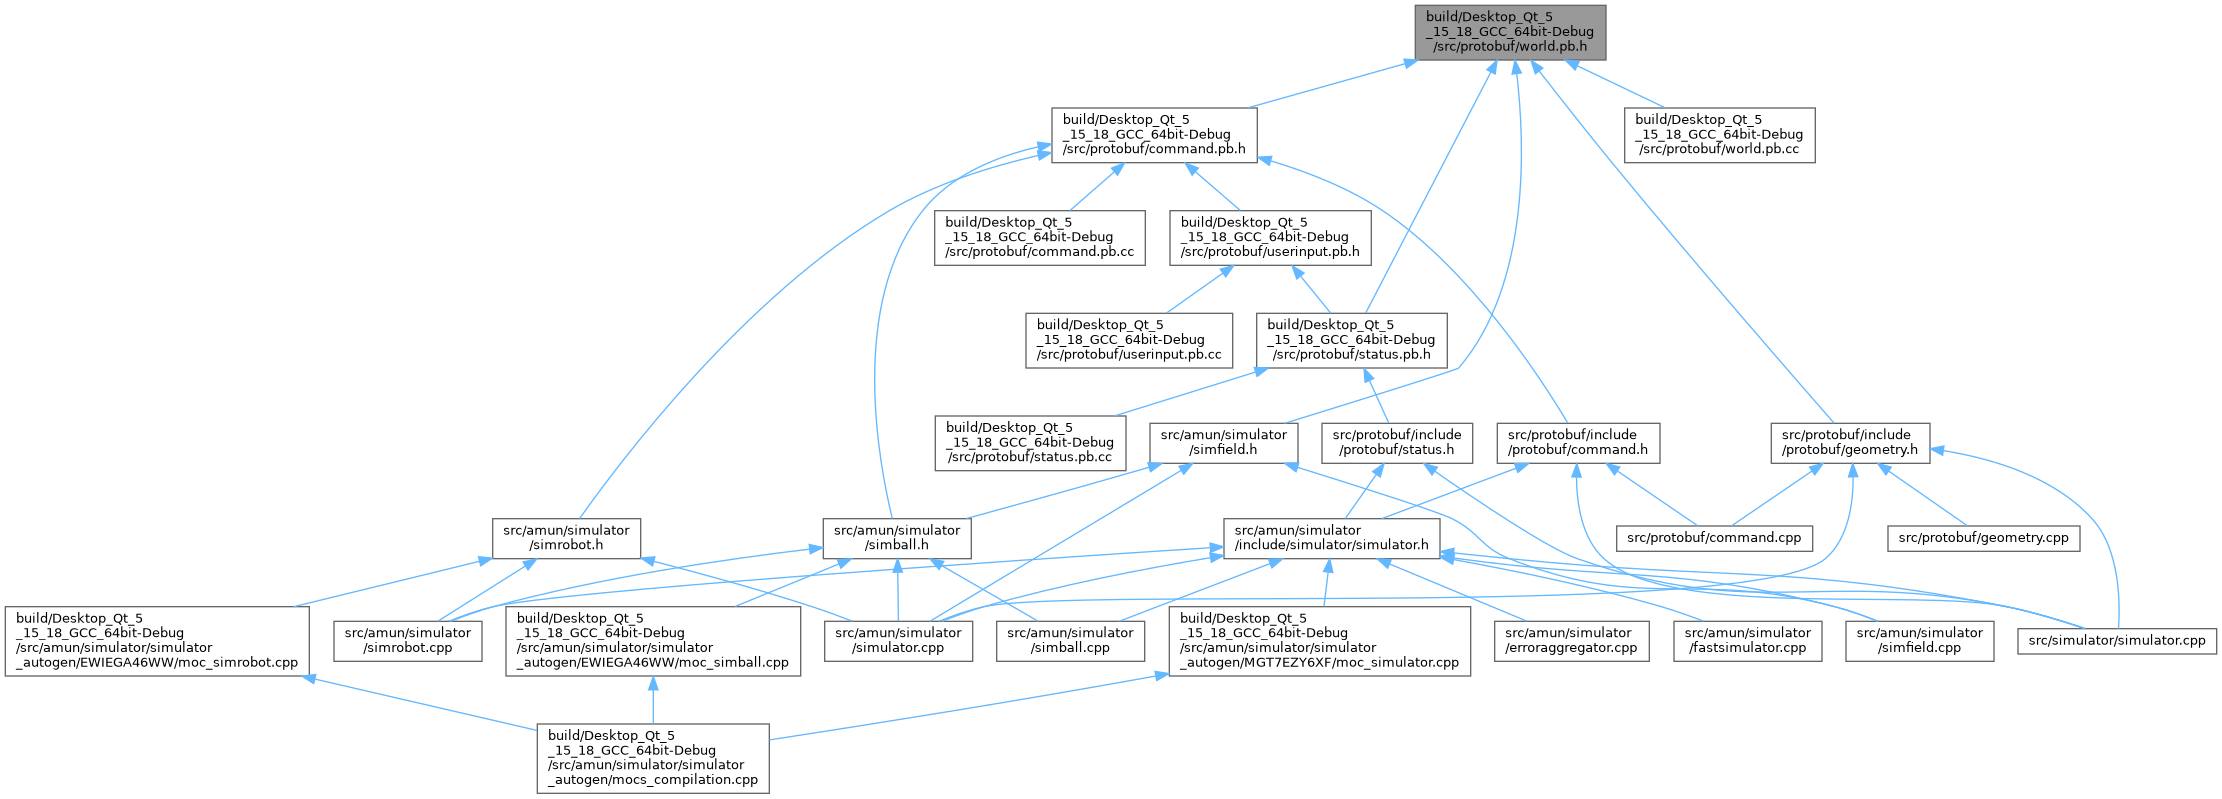 build/Desktop_Qt_5
_15_18_GCC_64bit-Debug
/src/protobuf/world.pb.h
build/Desktop_Qt_5
_15_18_GCC_64bit-Debug
/src/protobuf/command.pb.h
build/Desktop_Qt_5
_15_18_GCC_64bit-Debug
/src/protobuf/world.pb.cc
build/Desktop_Qt_5
_15_18_GCC_64bit-Debug
/src/protobuf/command.pb.cc
build/Desktop_Qt_5
_15_18_GCC_64bit-Debug
/src/protobuf/userinput.pb.h
build/Desktop_Qt_5
_15_18_GCC_64bit-Debug
/src/protobuf/userinput.pb.cc
build/Desktop_Qt_5
_15_18_GCC_64bit-Debug
/src/protobuf/status.pb.h
build/Desktop_Qt_5
_15_18_GCC_64bit-Debug
/src/protobuf/status.pb.cc
src/amun/simulator
/simfield.h
src/protobuf/include
/protobuf/status.h
src/protobuf/include
/protobuf/command.h
src/protobuf/include
/protobuf/geometry.h
src/amun/simulator
/simrobot.h
src/amun/simulator
/simball.h
src/amun/simulator
/include/simulator/simulator.h
src/protobuf/command.cpp
src/protobuf/geometry.cpp
build/Desktop_Qt_5
_15_18_GCC_64bit-Debug
/src/amun/simulator/simulator
_autogen/EWIEGA46WW/moc_simrobot.cpp
src/amun/simulator
/simrobot.cpp
build/Desktop_Qt_5
_15_18_GCC_64bit-Debug
/src/amun/simulator/simulator
_autogen/EWIEGA46WW/moc_simball.cpp
src/amun/simulator
/simulator.cpp
src/amun/simulator
/simball.cpp
build/Desktop_Qt_5
_15_18_GCC_64bit-Debug
/src/amun/simulator/simulator
_autogen/MGT7EZY6XF/moc_simulator.cpp
src/amun/simulator
/erroraggregator.cpp
src/amun/simulator
/fastsimulator.cpp
src/amun/simulator
/simfield.cpp
src/simulator/simulator.cpp
build/Desktop_Qt_5
_15_18_GCC_64bit-Debug
/src/amun/simulator/simulator
_autogen/mocs_compilation.cpp